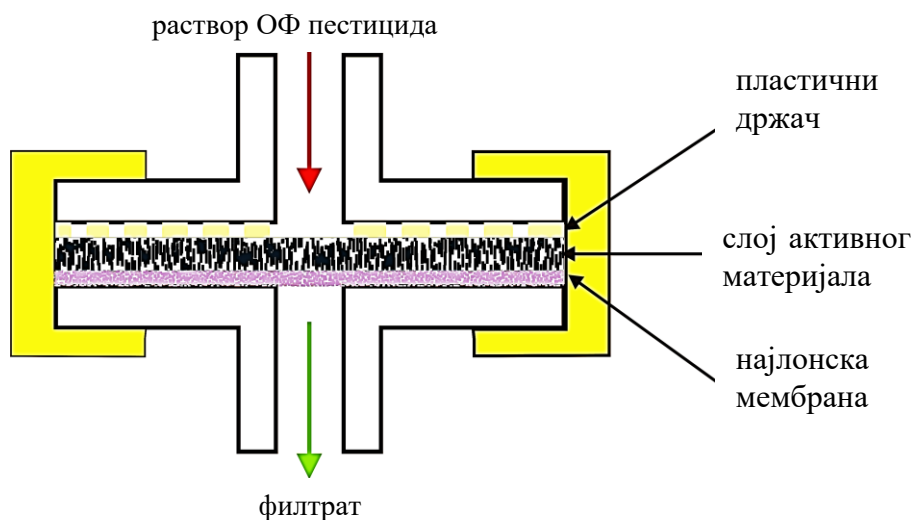 раствор ОФ пестицида
пластични
држач
слој активног
материјала
најлонска
мембрана
филтрат